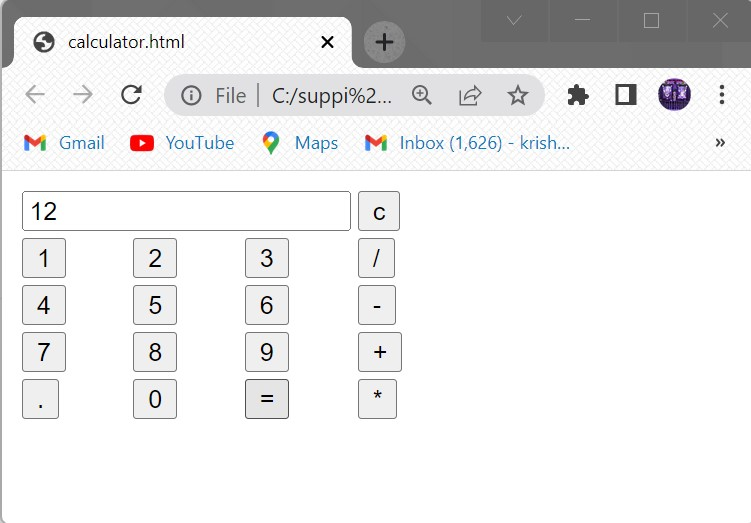 calculator.html
File C:/suppi%2...
Gmail YouTube Maps Inbox (1,626) - krish... »
12 c
1 2 3 /
4 5 6 -
7 8 9 +
. 0 = *